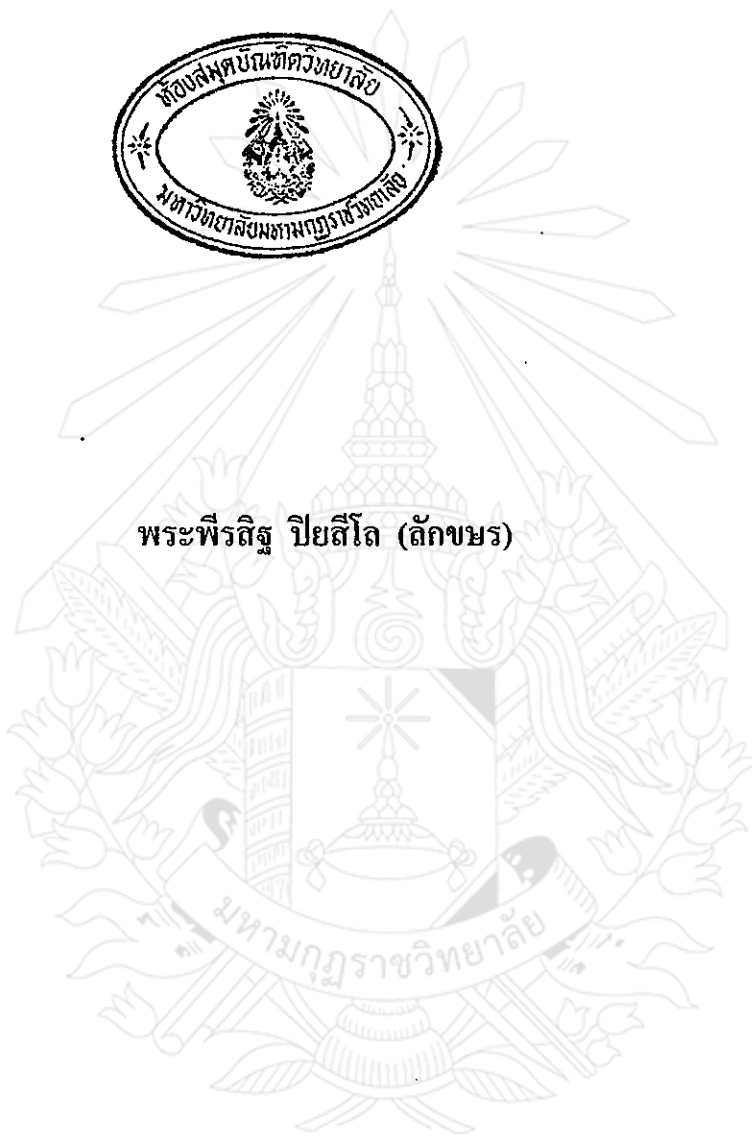 ห้องสมุดบัณฑิตวิทยาลัย
มหาวิทยาลัยมหามกุฏราชวิทยาลัย
พระพีรสิฐ ปิยสีโล (ลักขษร)
มหามกุฏราชวิทยาลัย